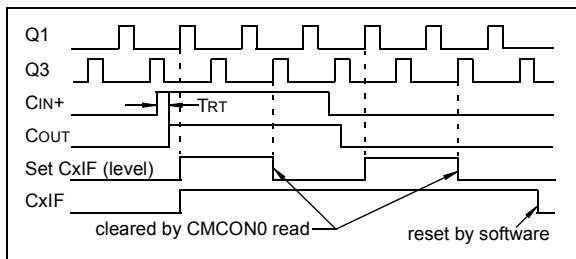 Q1
Q3
CIN+
TRT
COUT
Set CxIF (level)
CxIF
cleared by CMCON0 read
reset by software